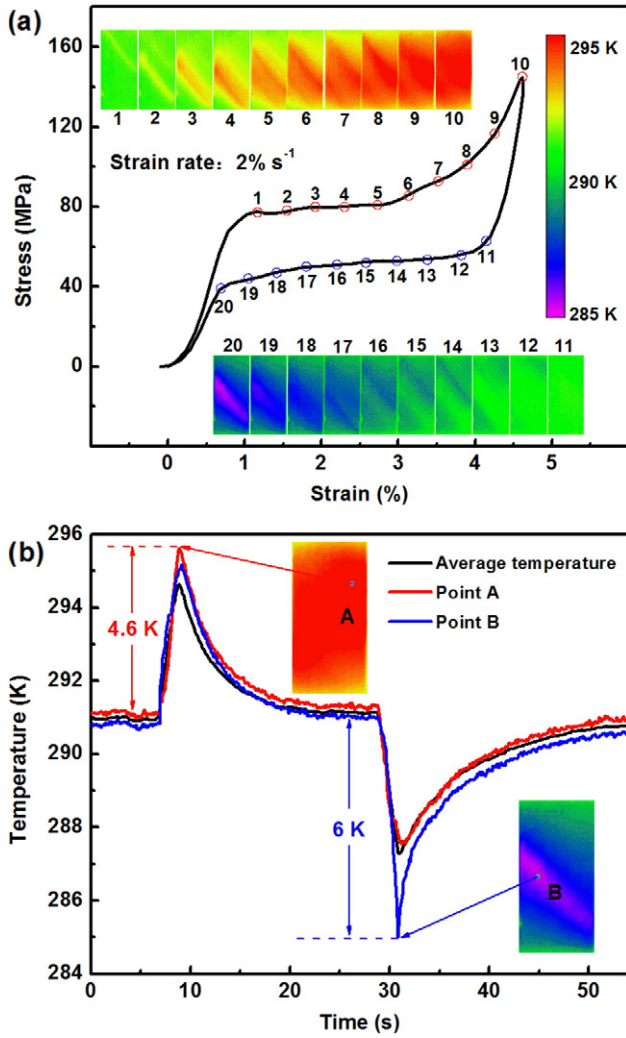 (a)
160
120
80
40
0
Stress (MPa)
1 2 3 4 5 6 7 8 9 10
295 K
290 K
285 K
Strain rate: 2% s⁻¹
1 2 3 4 5 6 7 8 9 10
20 19 18 17 16 15 14 13 12 11
20 19 18 17 16 15 14 13 12 11
0 1 2 3 4 5
Strain (%)
(b)
296
294
292
290
288
286
284
Temperature (K)
4.6 K
A
Average temperature
Point A
Point B
6 K
B
0 10 20 30 40 50
Time (s)